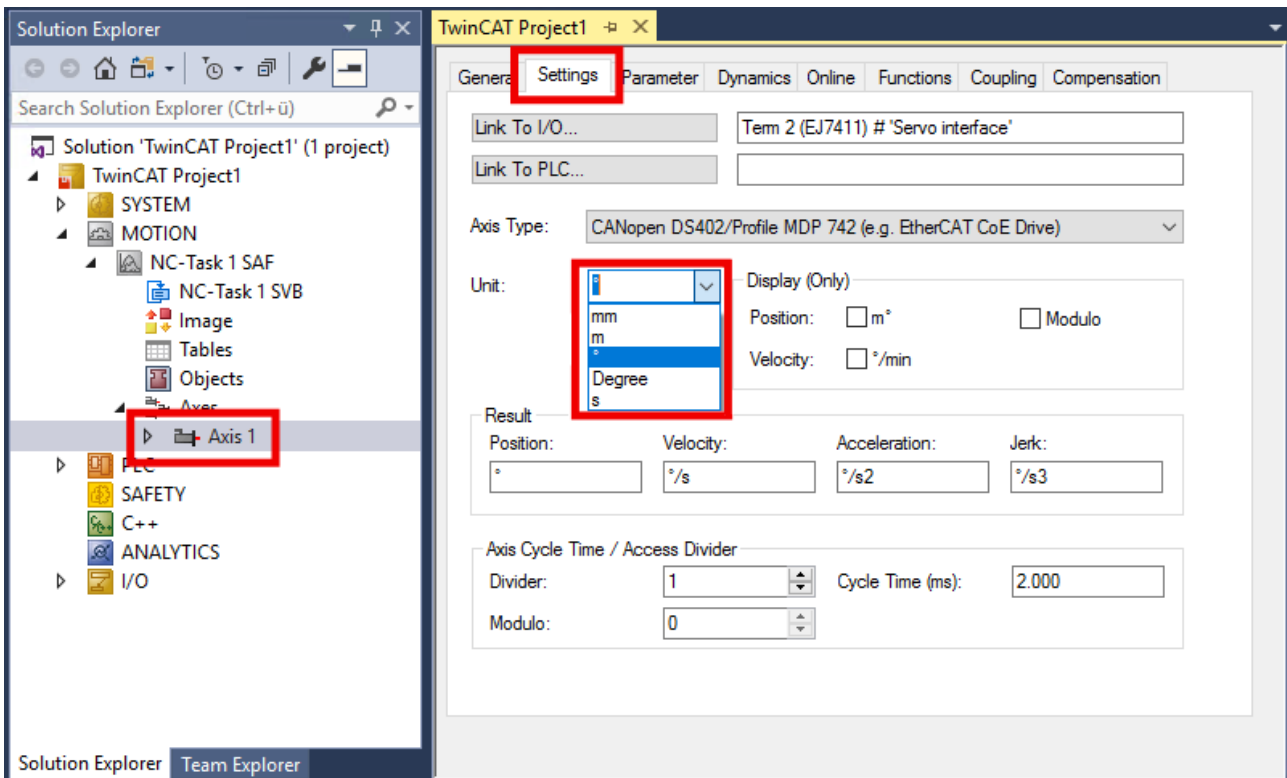 Solution Explorer
Search Solution Explorer (Ctrl+ü)
Solution 'TwinCAT Project1' (1 project)
TwinCAT Project1
SYSTEM
MOTION
NC-Task 1 SAF
NC-Task 1 SVB
Image
Tables
Objects
Axes
Axis 1
PLC
SAFETY
C++
ANALYTICS
I/O
Solution Explorer Team Explorer
TwinCAT Project1
General Settings Parameter Dynamics Online Functions Coupling Compensation
Link To I/O... Term 2 (EJ7411) # "Servo interface"
Link To PLC...
Axis Type: CANopen DS402/Profile MDP 742 (e.g. EtherCAT CoE Drive)
Unit: °
mm
m
°
Degree
s
Display (Only)
Position: m° Modulo
Velocity: °/min
Result
Position: Velocity: Acceleration: Jerk:
° °/s °/s2 °/s3
Axis Cycle Time / Access Divider
Divider: 1 Cycle Time (ms): 2.000
Modulo: 0